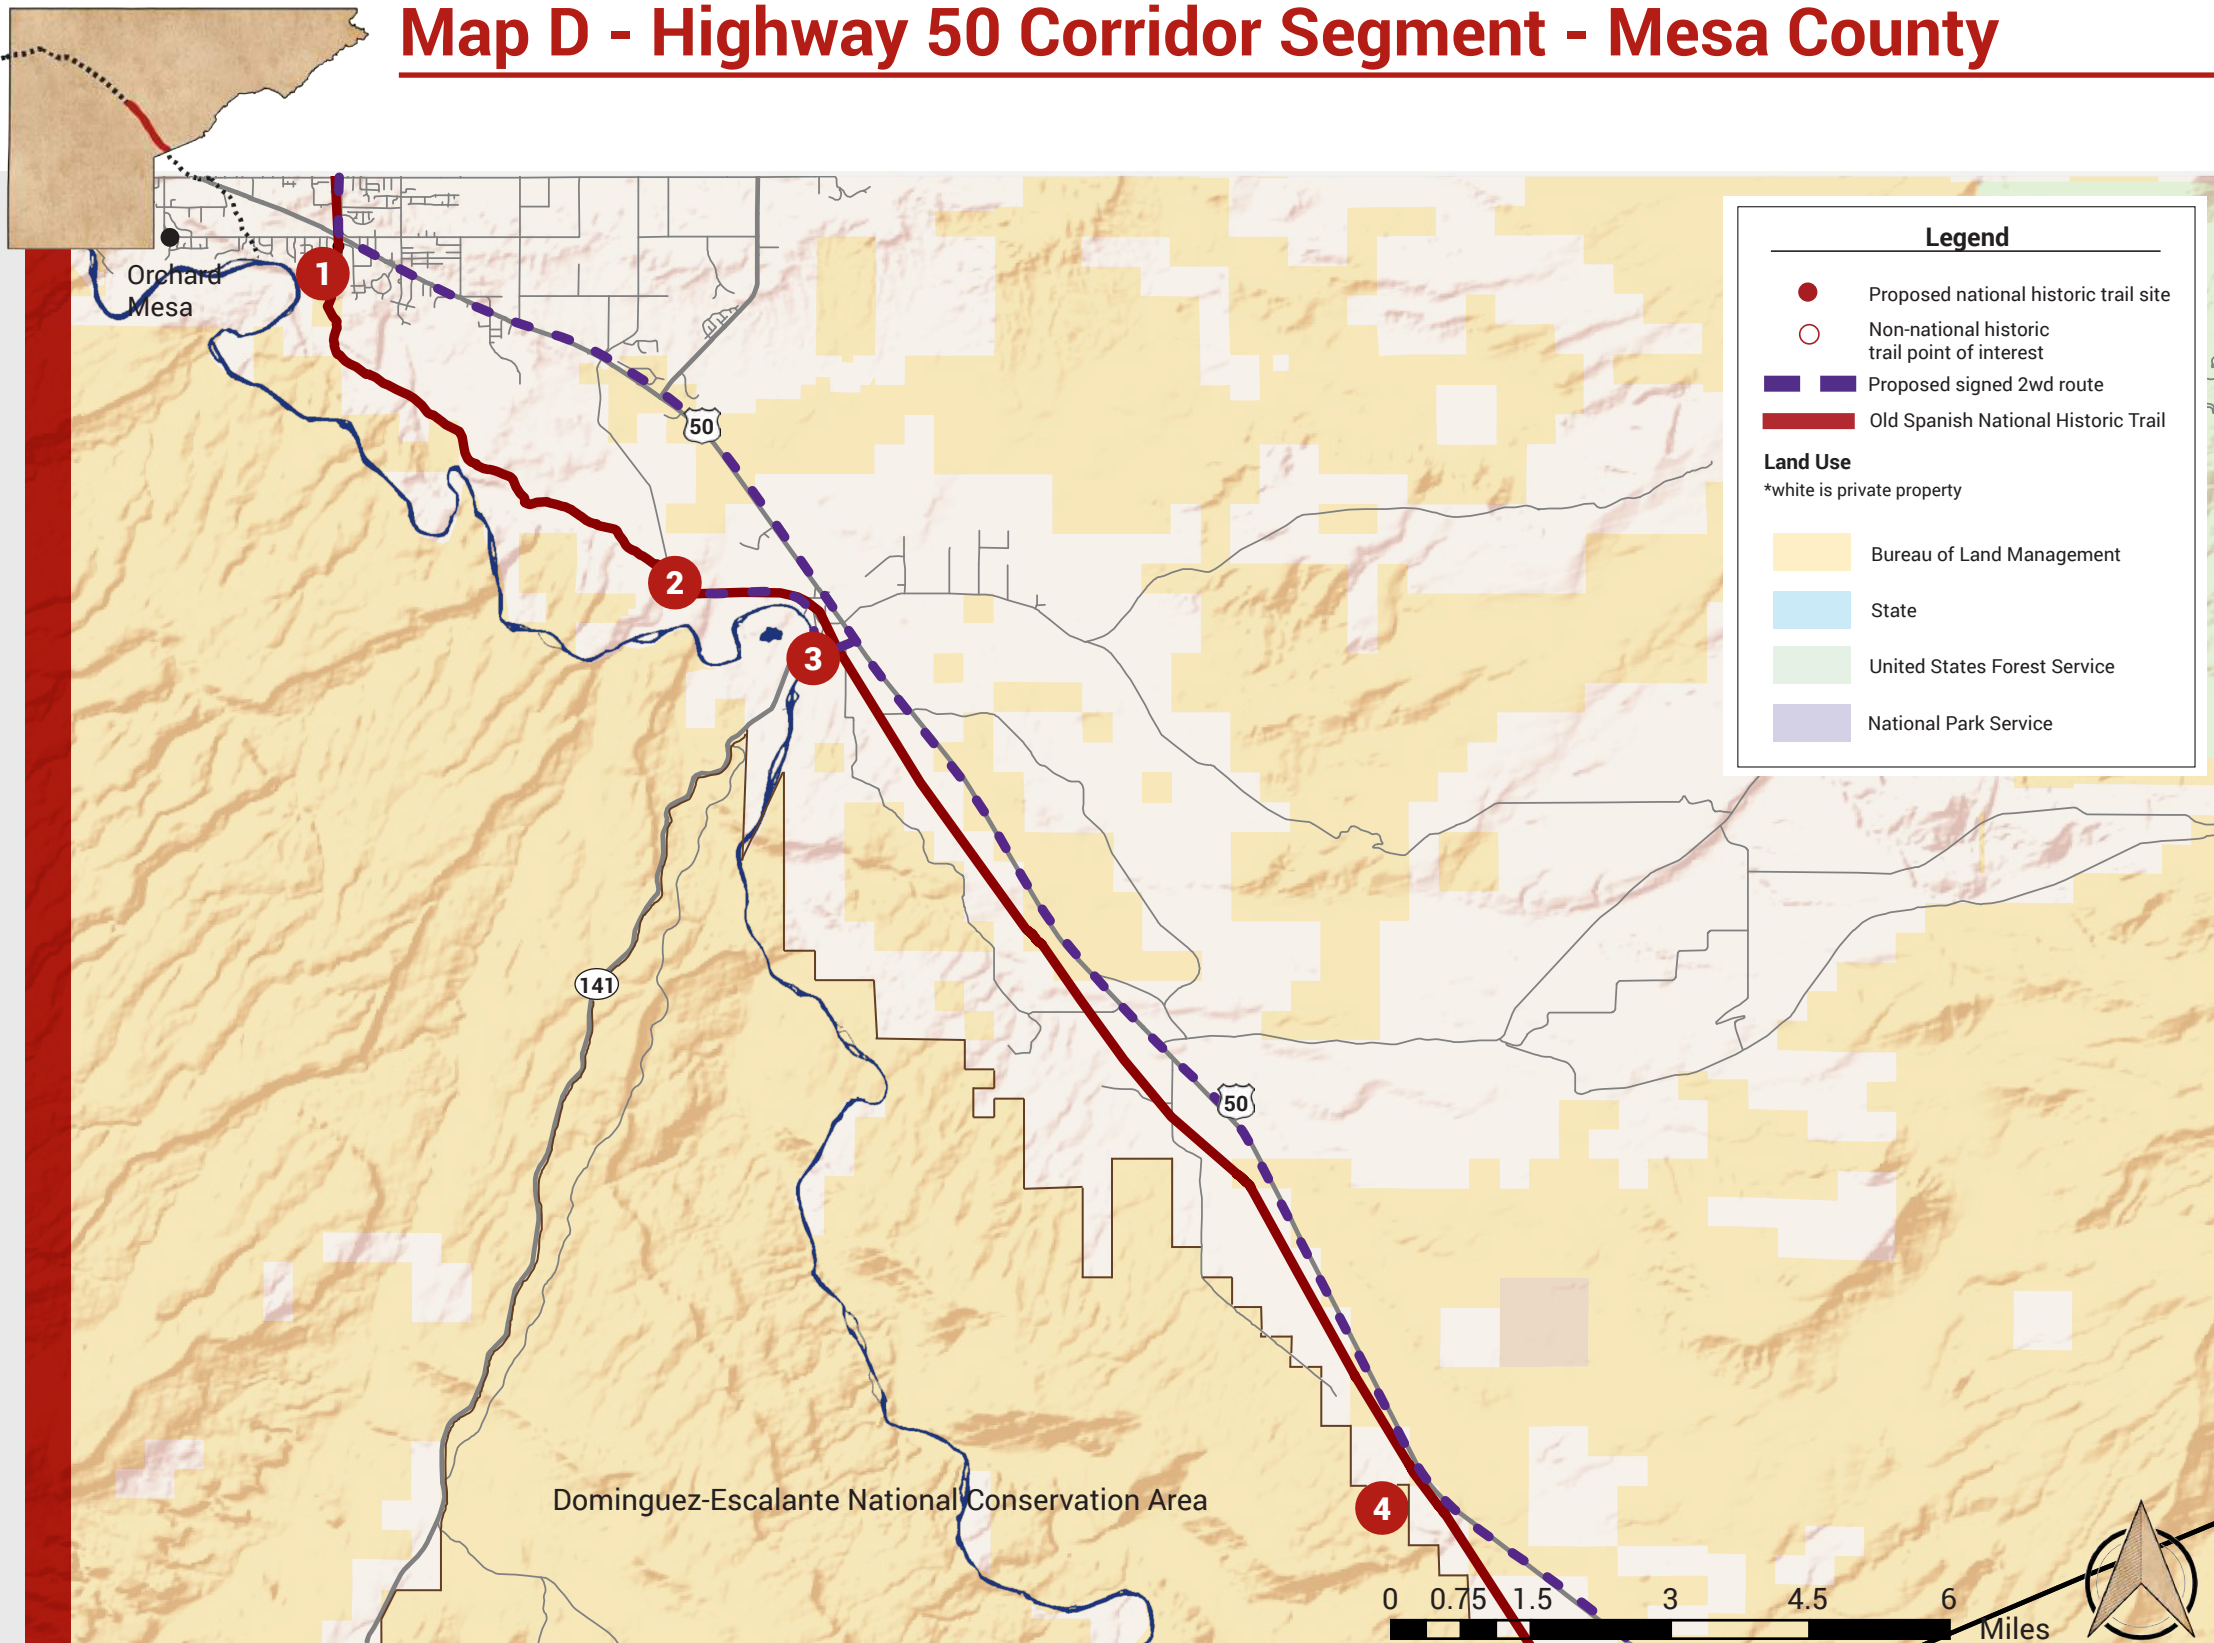 Map D - Highway 50 Corridor Segment - Mesa County
Legend
Proposed national historic trail site
Non-national historic
trail point of interest
Proposed signed 2wd route
Old Spanish National Historic Trail
Land Use
*white is private property
Bureau of Land Management
State
United States Forest Service
National Park Service
Orchard
Mesa
1
50
2
3
141
50
Dominguez-Escalante National Conservation Area
4
0 0.75 1.5 3 4.5 6
Miles